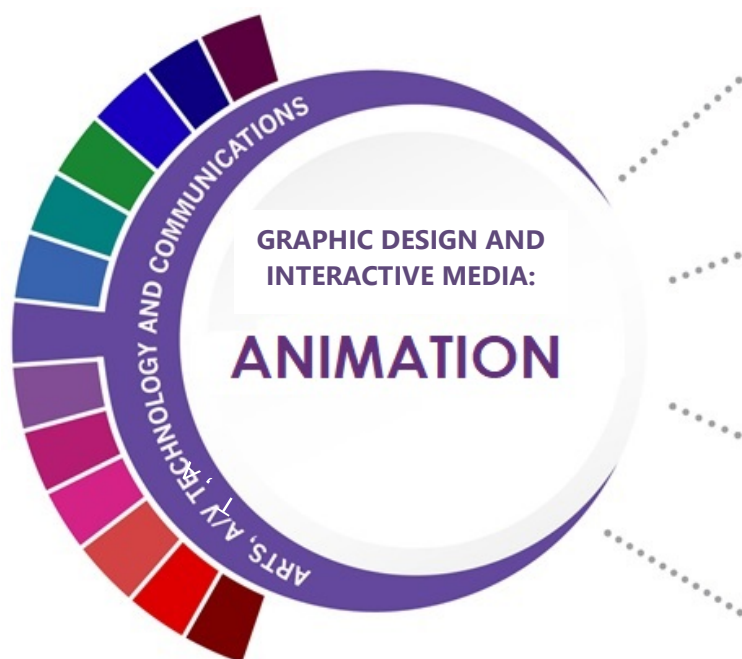 ARTS, A/V TECHNOLOGY AND COMMUNICATIONS
GRAPHIC DESIGN AND
INTERACTIVE MEDIA:
ANIMATION